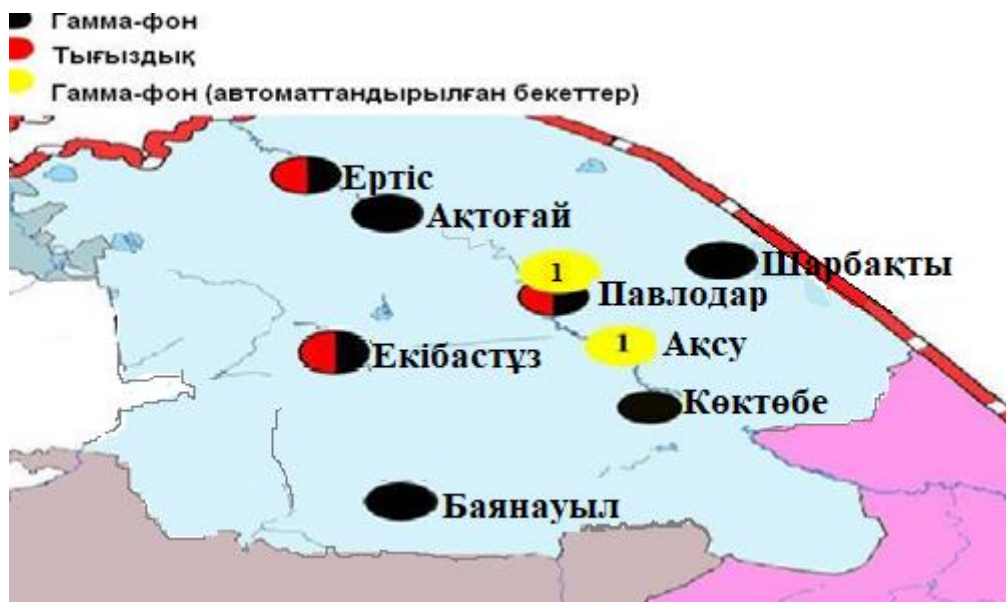 Гамма-фон
Тығыздық
Гамма-фон (автоматтандырылған бекеттер)
Ертіс
Ақтоғай
Шарбақты
1
Павлодар
1
Ақсу
Екібастұз
Көктөбе
Баянауыл